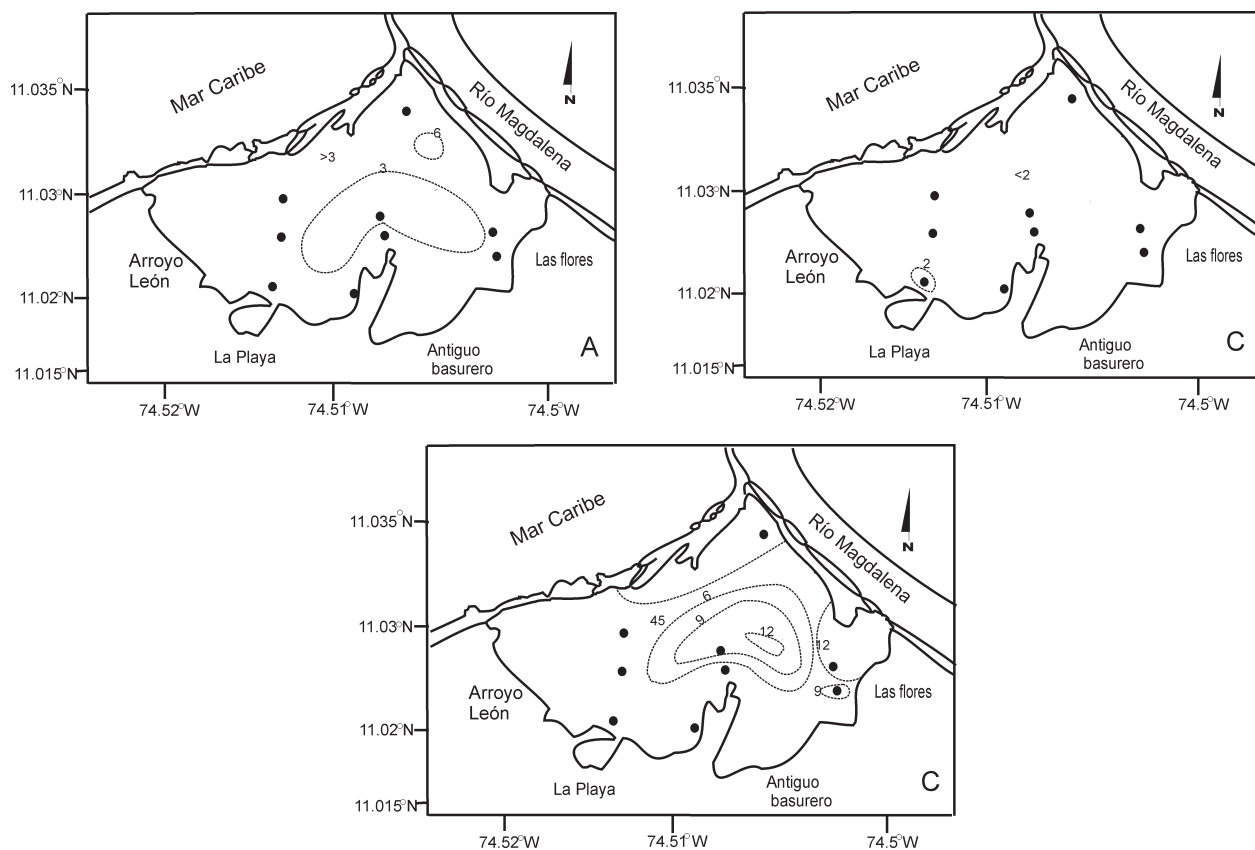 Mar Caribe
Río Magdalena
N
11.035°N
6
>3
3
11.03°N
Arroyo
León
Las flores
11.02°N
La Playa
Antiguo
basurero
A
11.015°N
74.52°W
74.51°W
74.5°W
Mar Caribe
Río Magdalena
N
11.035°N
<2
11.03°N
Arroyo
León
2
Las flores
11.02°N
La Playa
Antiguo
basurero
C
11.015°N
74.52°W
74.51°W
74.5°W
Mar Caribe
Río Magdalena
N
11.035°N
6
45
9
12
12
11.03°N
9
Arroyo
León
Las flores
11.02°N
La Playa
Antiguo
basurero
C
11.015°N
74.52°W
74.51°W
74.5°W